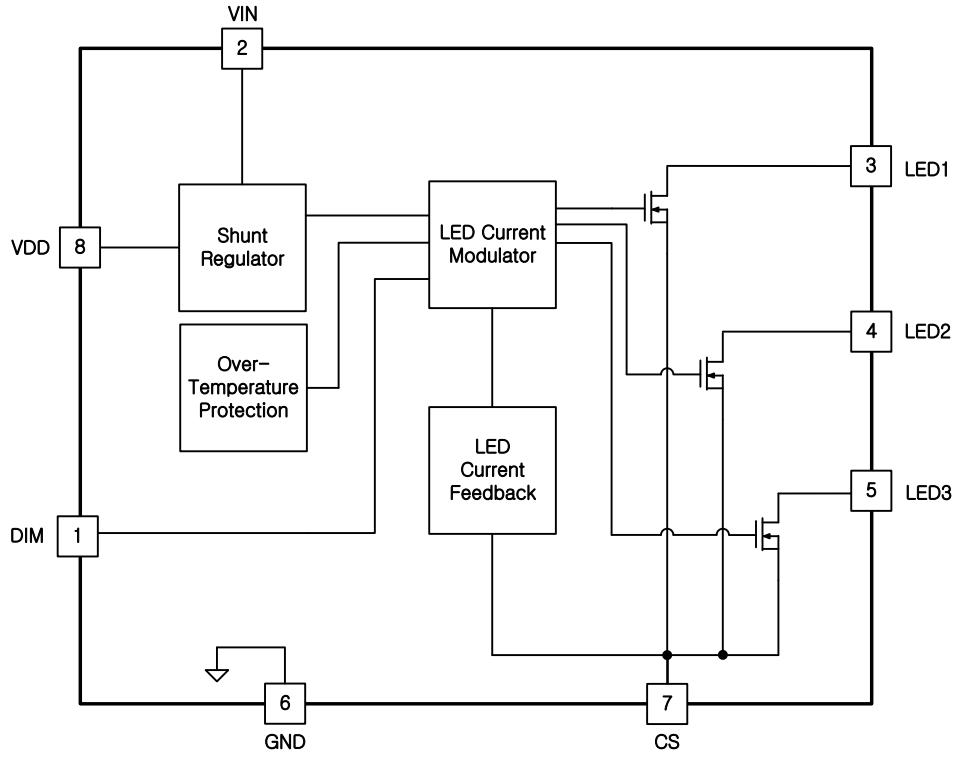 VIN
2
3
LED1
Shunt
Regulator
LED Current
Modulator
VDD
8
4
LED2
Over-
Temperature
Protection
LED
Current
Feedback
5
LED3
DIM
1
6
GND
7
CS